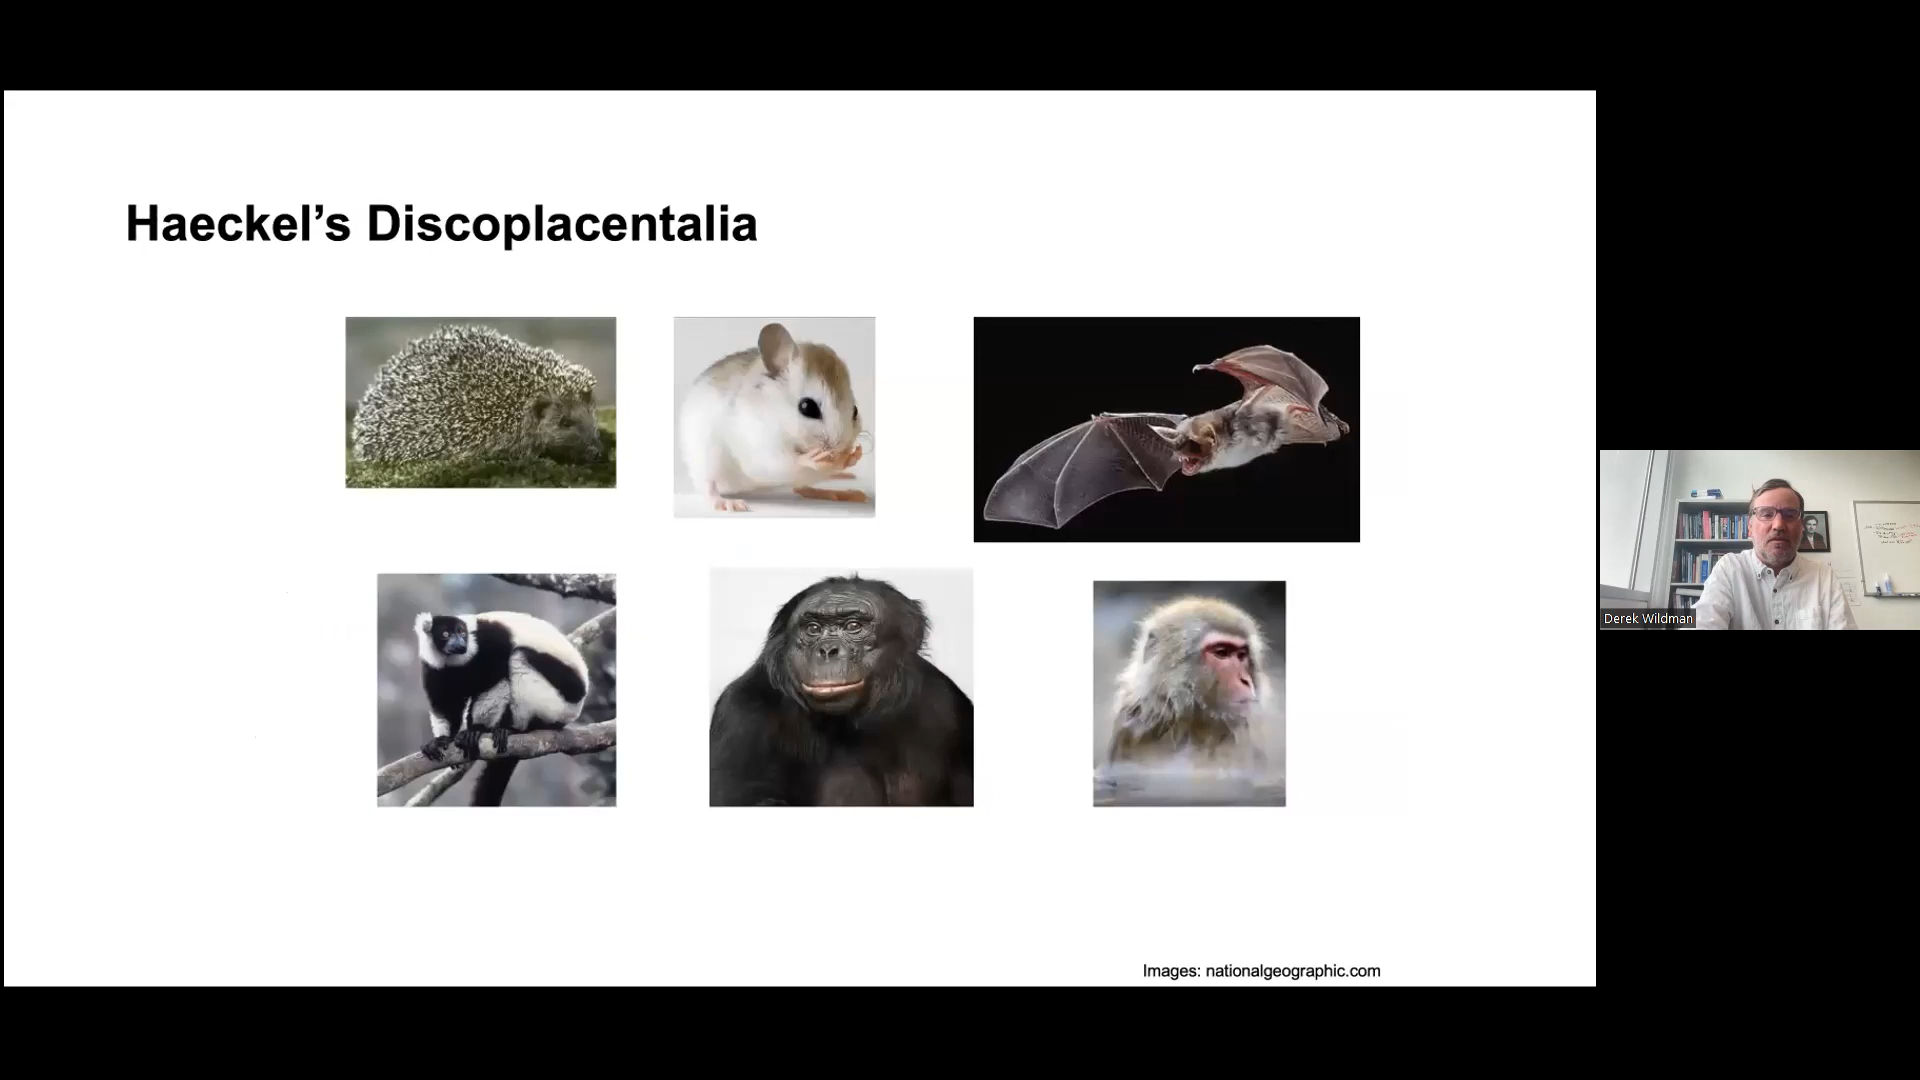 Haeckel’s Discoplacentalia
Derek Wildman
Images: nationalgeographic.com